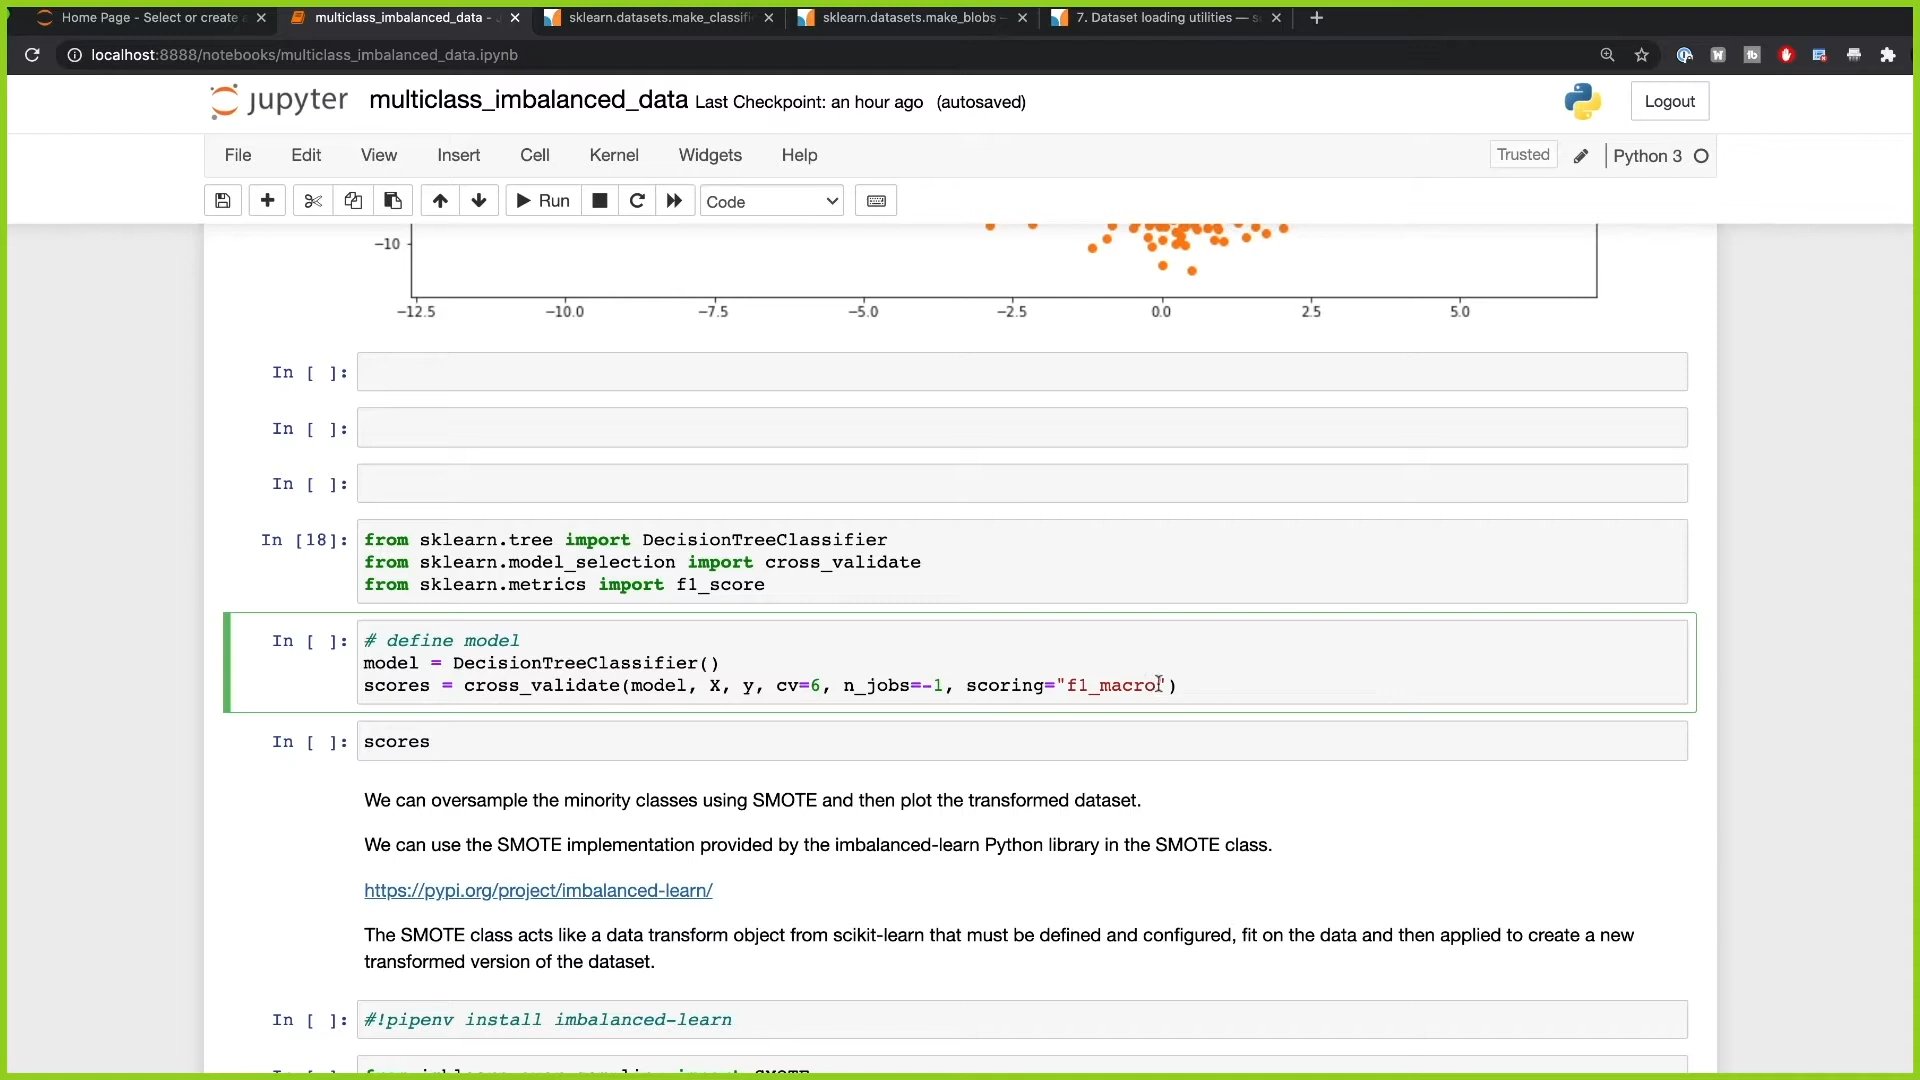 Home Page - Select or create a
multiclass_imbalanced_data -
sklearn.datasets.make_classifi
sklearn.datasets.make_blobs
7. Dataset loading utilities — s
localhost:8888/notebooks/multiclass_imbalanced_data.ipynb
jupyter multiclass_imbalanced_data Last Checkpoint: an hour ago (autosaved)
Logout
File Edit View Insert Cell Kernel Widgets Help
Trusted
Python 3
Run
Code
−10
−12.5 −10.0 −7.5 −5.0 −2.5 0.0 2.5 5.0
In [ ]:
In [ ]:
In [ ]:
In [18]: from sklearn.tree import DecisionTreeClassifier
from sklearn.model_selection import cross_validate
from sklearn.metrics import f1_score
In [ ]: # define model
model = DecisionTreeClassifier()
scores = cross_validate(model, X, y, cv=6, n_jobs=-1, scoring="f1_macro")
In [ ]: scores
We can oversample the minority classes using SMOTE and then plot the transformed dataset.
We can use the SMOTE implementation provided by the imbalanced-learn Python library in the SMOTE class.
https://pypi.org/project/imbalanced-learn/
The SMOTE class acts like a data transform object from scikit-learn that must be defined and configured, fit on the data and then applied to create a new
transformed version of the dataset.
In [ ]: #!pipenv install imbalanced-learn